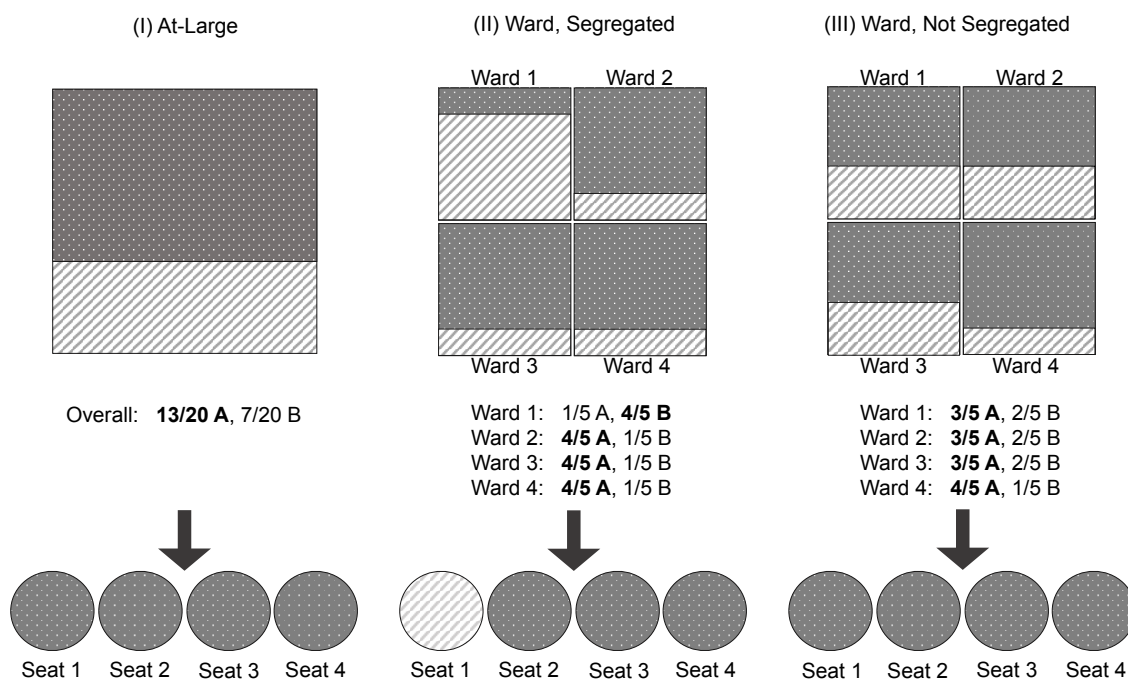 (I) At-Large
(II) Ward, Segregated
(III) Ward, Not Segregated
Ward 1
Ward 2
Ward 3
Ward 4
Ward 1
Ward 2
Ward 3
Ward 4
Overall: 13/20 A, 7/20 B
Ward 1: 1/5 A, 4/5 B
Ward 2: 4/5 A, 1/5 B
Ward 3: 4/5 A, 1/5 B
Ward 4: 4/5 A, 1/5 B
Ward 1: 3/5 A, 2/5 B
Ward 2: 3/5 A, 2/5 B
Ward 3: 3/5 A, 2/5 B
Ward 4: 4/5 A, 1/5 B
Seat 1 Seat 2 Seat 3 Seat 4
Seat 1 Seat 2 Seat 3 Seat 4
Seat 1 Seat 2 Seat 3 Seat 4